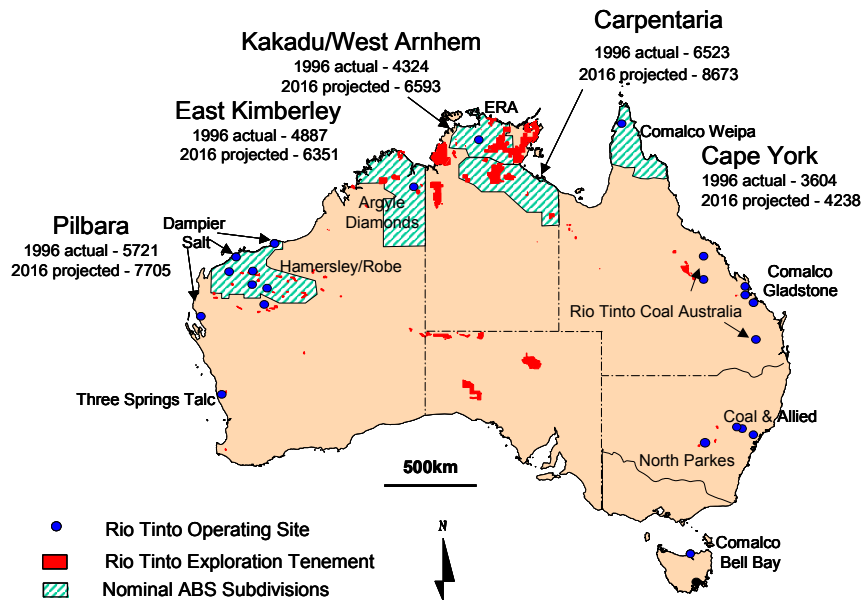 Carpentaria
1996 actual - 6523
2016 projected - 8673
Kakadu/West Arnhem
1996 actual - 4324
2016 projected - 6593
ERA
East Kimberley
1996 actual - 4887
2016 projected - 6351
Comalco Weipa
Cape York
1996 actual - 3604
2016 projected - 4238
Argyle
Diamonds
Pilbara
1996 actual - 5721
2016 projected - 7705
Dampier
Salt
Hamersley/Robe
Comalco
Gladstone
Rio Tinto Coal Australia
Three Springs Talc
Coal & Allied
North Parkes
500km
N
Rio Tinto Operating Site
Rio Tinto Exploration Tenement
Nominal ABS Subdivisions
Comalco
Bell Bay